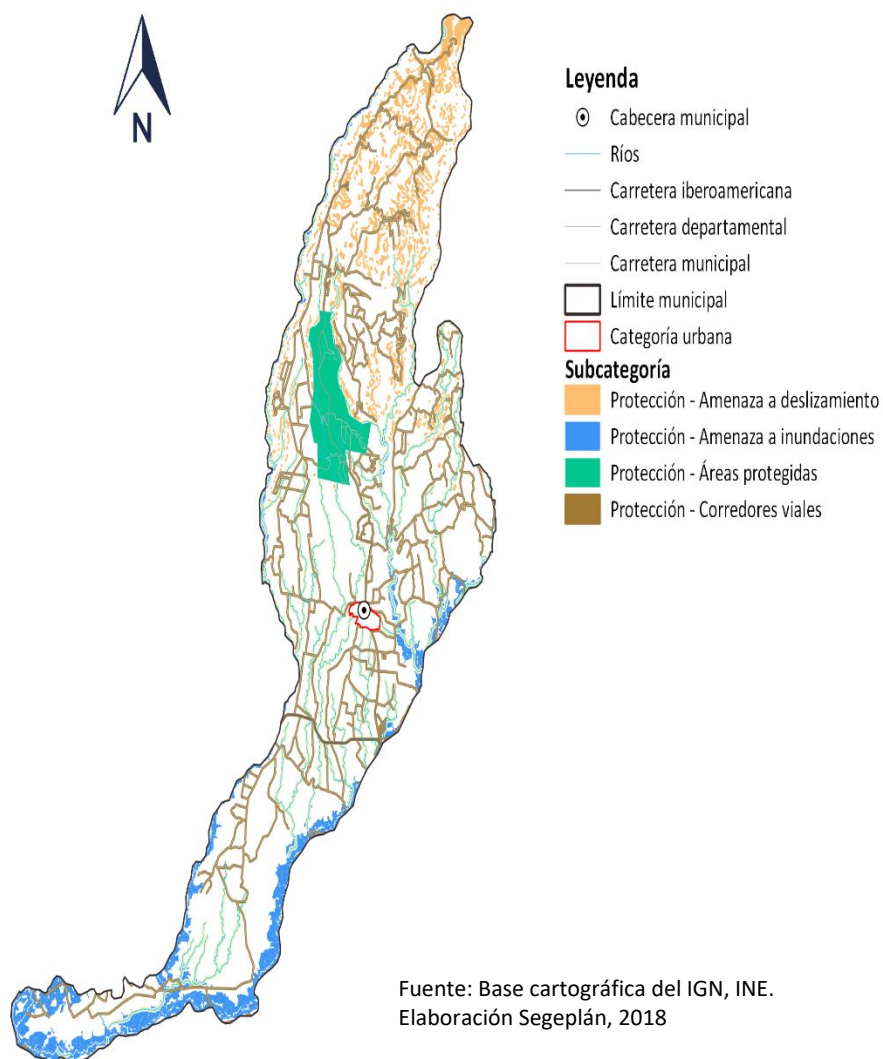 N
Leyenda
Cabecera municipal
Ríos
Carretera iberoamericana
Carretera departamental
Carretera municipal
Límite municipal
Categoría urbana
Subcategoría
Protección - Amenaza a deslizamiento
Protección - Amenaza a inundaciones
Protección - Áreas protegidas
Protección - Corredores viales
Fuente: Base cartográfica del IGN, INE.
Elaboración Segeplán, 2018